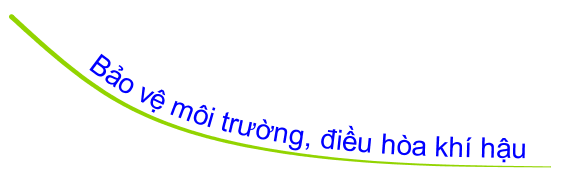 Bảo vệ môi trường, điều hòa khí hậu